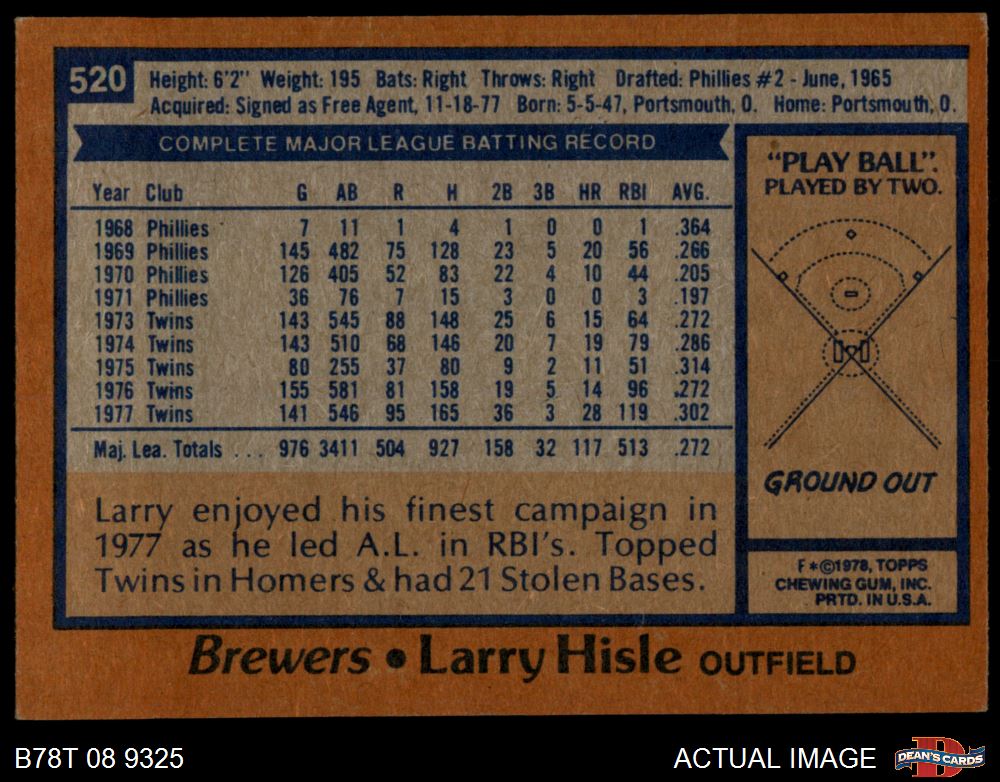 520
Height: 6'2" Weight: 195 Bats: Right Throws: Right Drafted: Phillies #2 - June, 1965
Acquired: Signed as Free Agent, 11-18-77 Born: 5-5-47, Portsmouth, O. Home: Portsmouth, O.
COMPLETE MAJOR LEAGUE BATTING RECORD
Year Club G AB R H 2B 3B HR RBI AVG.
1968 Phillies 7 11 1 4 1 0 0 1 .364
1969 Phillies 145 482 75 128 23 5 20 56 .266
1970 Phillies 126 405 52 83 22 4 10 44 .205
1971 Phillies 36 76 7 15 3 0 0 3 .197
1973 Twins 143 545 88 148 25 6 15 64 .272
1974 Twins 143 510 68 146 20 7 19 79 .286
1975 Twins 80 255 37 80 9 2 11 51 .314
1976 Twins 155 581 81 158 19 5 14 96 .272
1977 Twins 141 546 95 165 36 3 28 119 .302
Maj. Lea. Totals ... 976 3411 504 927 158 32 117 513 .272
Larry enjoyed his finest campaign in
1977 as he led A.L. in RBI's. Topped
Twins in Homers & had 21 Stolen Bases.
"PLAY BALL":
PLAYED BY TWO.
GROUND OUT
F*©1978, TOPPS
CHEWING GUM, INC.
PRTD. IN U.S.A.
Brewers • Larry Hisle OUTFIELD
B78T 08 9325
ACTUAL IMAGE
D
DEAN'S CARDS